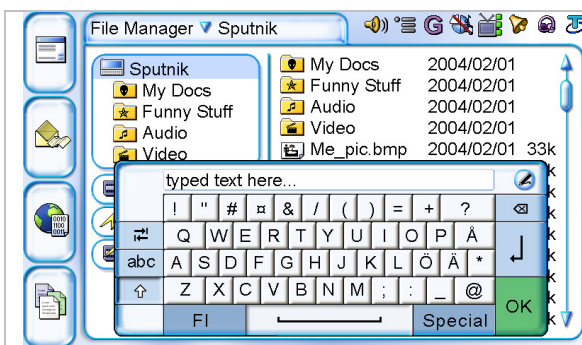 File Manager Sputnik
Sputnik
My Docs
Funny Stuff
Audio
Video
My Docs 2004/02/01
Funny Stuff 2004/02/01
Audio 2004/02/01
Video 2004/02/01
Me_pic.bmp 2004/02/01 33k
k
k
k
k
k
k
k
typed text here...
! " # ¤ & / ( ) = + ?
Q W E R T Y U I O P Å
abc A S D F G H J K L Ö Ä *
Z X C V B N M ; : _ @
FI Special OK